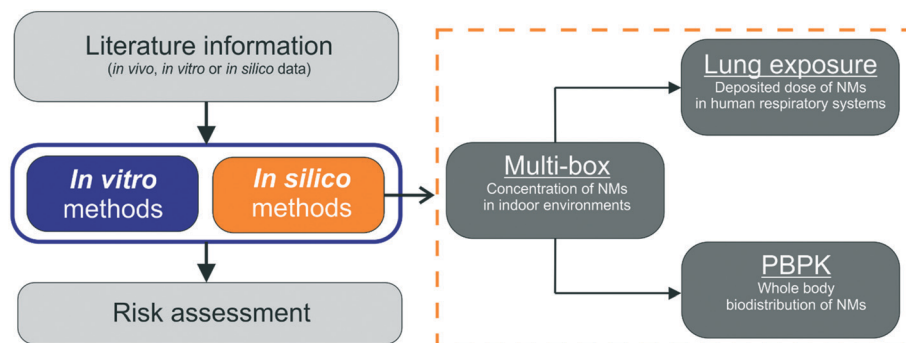 Literature information
(in vivo, in vitro or in silico data)
In vitro
methods
In silico
methods
Risk assessment
Multi-box
Concentration of NMs
in indoor environments
Lung exposure
Deposited dose of NMs
in human respiratory systems
PBPK
Whole body
biodistribution of NMs